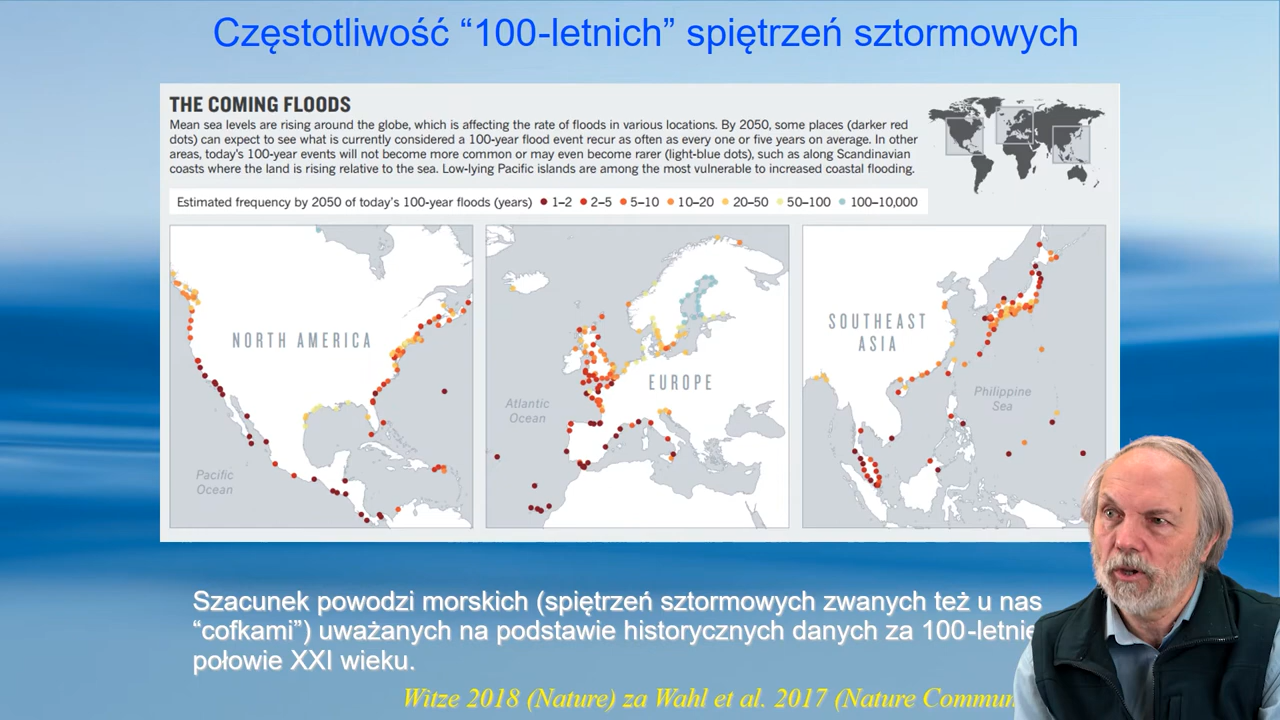 Częstotliwość “100-letnich” spiętrzeń sztormowych
THE COMING FLOODS
Mean sea levels are rising around the globe, which is affecting the rate of floods in various locations. By 2050, some places (darker red
dots) can expect to see what is currently considered a 100-year flood event recur as often as every one or five years on average. In other
areas, today's 100-year events will not become more common or may even become rarer (light-blue dots), such as along Scandinavian
coasts where the land is rising relative to the sea. Low-lying Pacific islands are among the most vulnerable to increased coastal flooding.
Estimated frequency by 2050 of today's 100-year floods (years) 1–2 2–5 5–10 10–20 20–50 50–100 100–10,000
NORTH AMERICA
Pacific
Ocean
EUROPE
Atlantic
Ocean
SOUTHEAST
ASIA
Philippine
Sea
Szacunek powodzi morskich (spiętrzeń sztormowych zwanych też u nas
“cofkami”) uważanych na podstawie historycznych danych za 100-letnie
połowie XXI wieku.
Witze 2018 (Nature) za Wahl et al. 2017 (Nature Commun